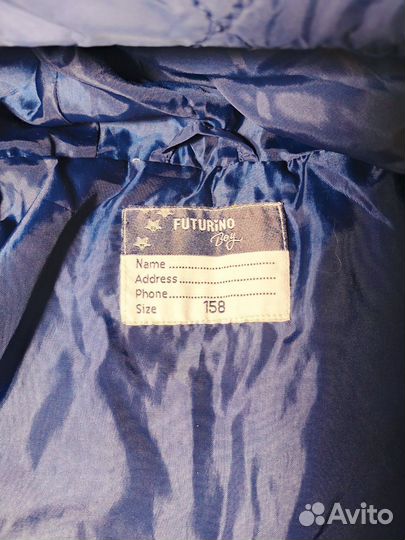 FUTURiNO
Boy
Name..............................
Address.........................
Phone............................
Size 158
Avito